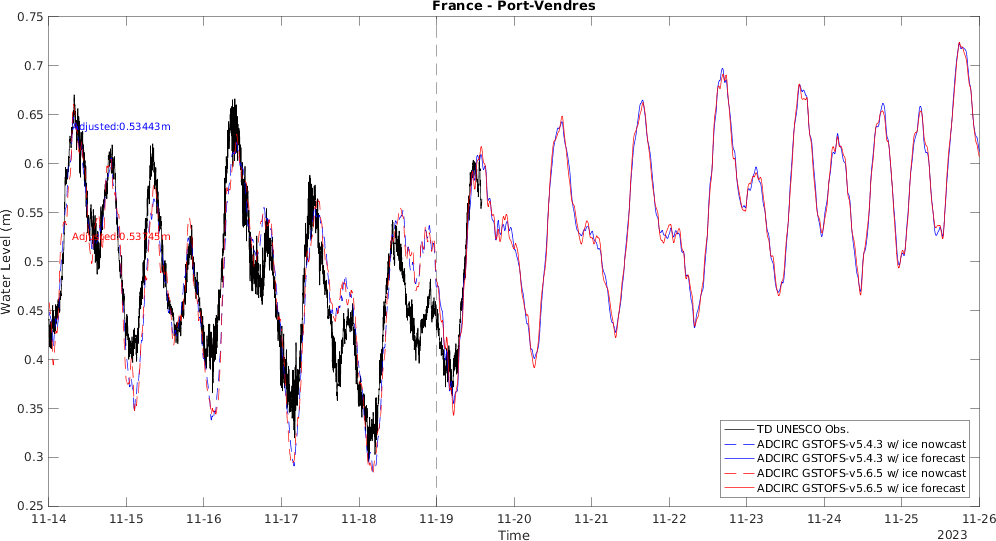 France - Port-Vendres
0.75
0.7
0.65
0.6
0.55
0.5
0.45
0.4
0.35
0.3
0.25
Water Level (m)
Adjusted:0.53443m
11-14
11-15
11-16
11-17
11-18
11-19
11-20
11-21
11-22
11-23
11-24
11-25
11-26
Time
2023
TD UNESCO Obs.
ADCIRC GSTOFS-v5.4.3 w/ ice nowcast
ADCIRC GSTOFS-v5.4.3 w/ ice forecast
ADCIRC GSTOFS-v5.6.5 w/ ice nowcast
ADCIRC GSTOFS-v5.6.5 w/ ice forecast